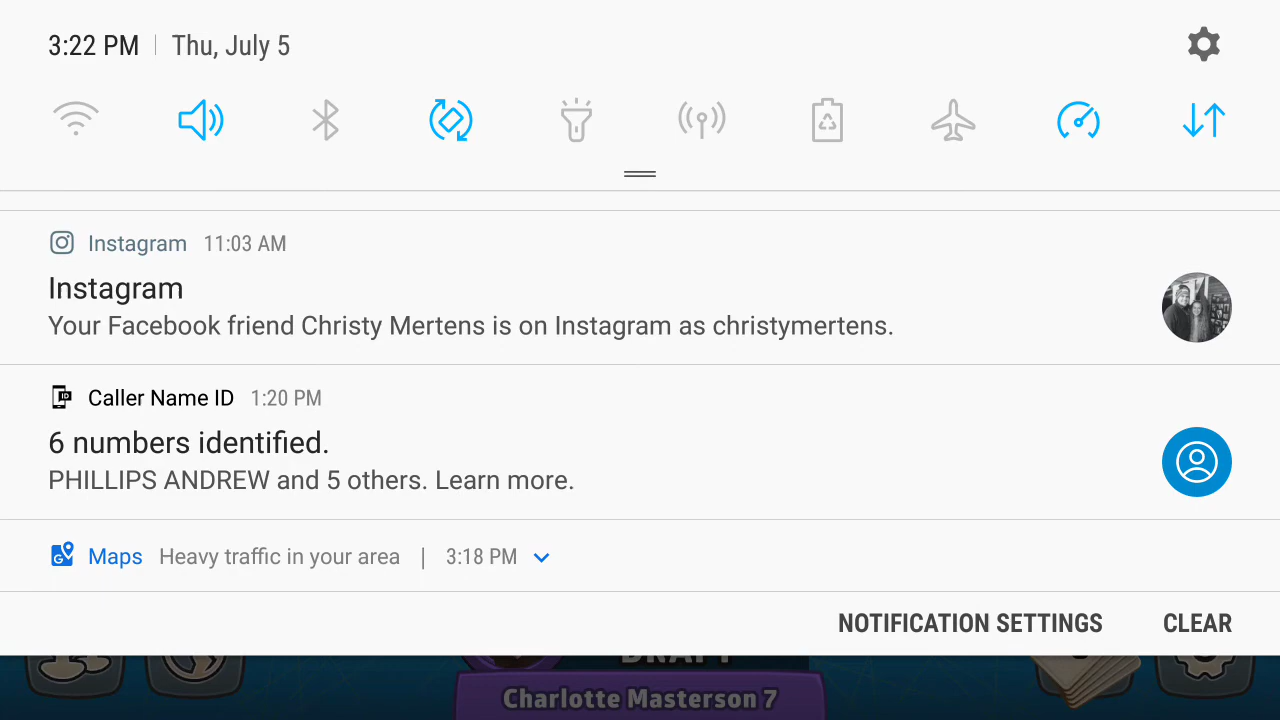 3:22 PM | Thu, July 5
Instagram 11:03 AM
Instagram
Your Facebook friend Christy Mertens is on Instagram as christymertens.
Caller Name ID 1:20 PM
6 numbers identified.
PHILLIPS ANDREW and 5 others. Learn more.
Maps Heavy traffic in your area | 3:18 PM
NOTIFICATION SETTINGS CLEAR
DRAFT
Charlotte Masterson 7